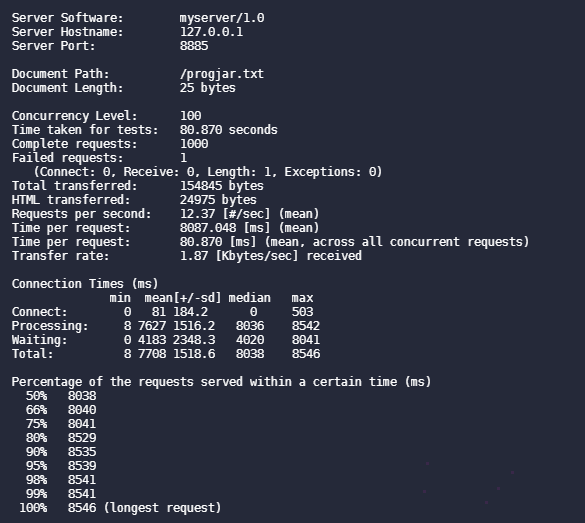 Server Software:        myserver/1.0
Server Hostname:        127.0.0.1
Server Port:            8885

Document Path:          /progjar.txt
Document Length:        25 bytes

Concurrency Level:      100
Time taken for tests:   80.870 seconds
Complete requests:      1000
Failed requests:        1
   (Connect: 0, Receive: 0, Length: 1, Exceptions: 0)
Total transferred:      154845 bytes
HTML transferred:       24975 bytes
Requests per second:    12.37 [#/sec] (mean)
Time per request:       8087.048 [ms] (mean)
Time per request:       80.870 [ms] (mean, across all concurrent requests)
Transfer rate:          1.87 [Kbytes/sec] received

Connection Times (ms)
              min  mean[+/-sd] median   max
Connect:        0   81 184.2      0     503
Processing:     8 7627 1516.2   8036    8542
Waiting:        0 4183 2348.3   4020    8041
Total:          8 7708 1518.6   8038    8546

Percentage of the requests served within a certain time (ms)
  50%   8038
  66%   8040
  75%   8041
  80%   8529
  90%   8535
  95%   8539
  98%   8541
  99%   8541
 100%   8546 (longest request)